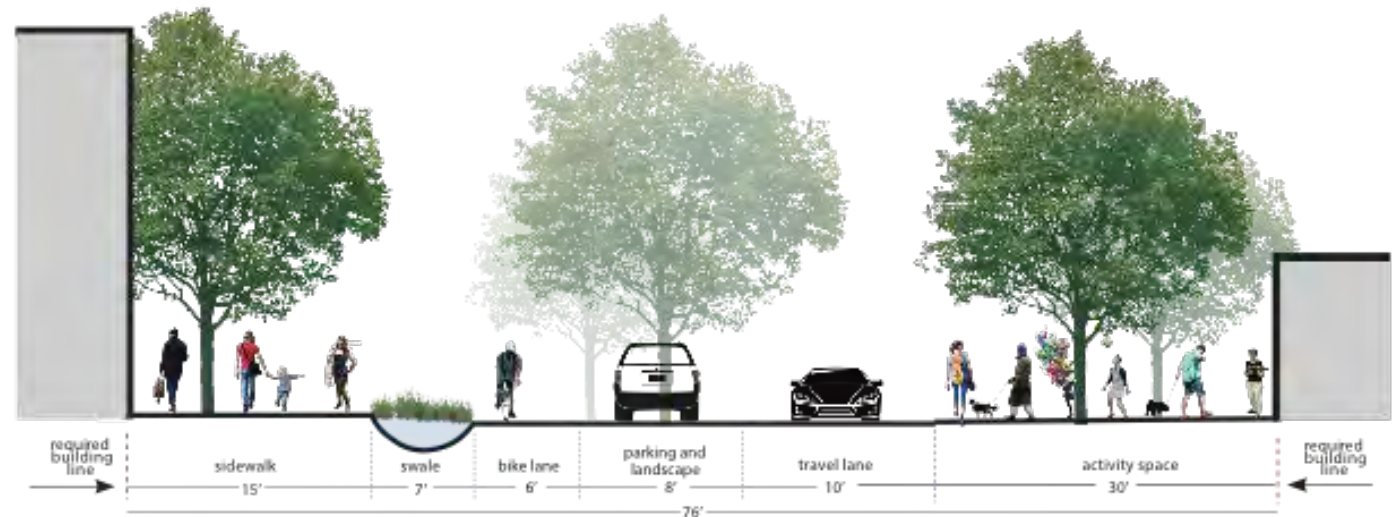 required
building
line
sidewalk
swale
bike lane
parking and
landscape
travel lane
activity space
required
building
line
15'
7'
6'
8'
10'
30'
76'